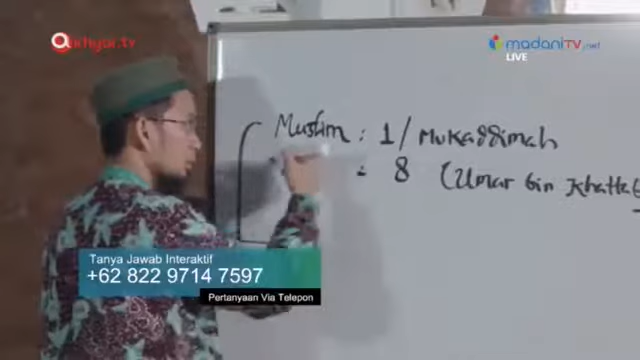 akhyar.tv
madaniTV.net
LIVE
Muslim : 1 / Mukaddimah
: 8 (Umar bin Khattab
Tanya Jawab Interaktif
+62 822 9714 7597
Pertanyaan Via Telepon